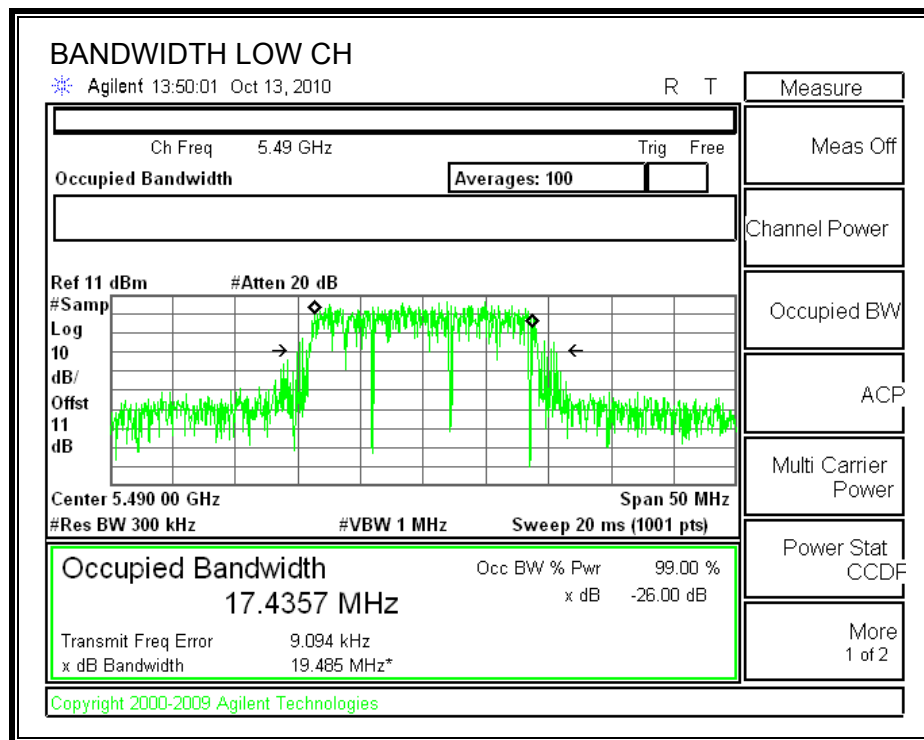 BANDWIDTH LOW CH
Agilent 13:50:01 Oct 13, 2010 R T
Measure
Ch Freq 5.49 GHz Trig Free
Meas Off
Occupied Bandwidth Averages: 100
Channel Power
Ref 11 dBm #Atten 20 dB
#Samp
Log
10
dB/
Offst
11
dB
Occupied BW
ACP
Center 5.490 00 GHz Span 50 MHz
#Res BW 300 kHz #VBW 1 MHz Sweep 20 ms (1001 pts)
Multi Carrier
Power
Occupied Bandwidth Occ BW % Pwr 99.00 %
17.4357 MHz x dB -26.00 dB
Power Stat
CCDF
Transmit Freq Error 9.094 kHz
x dB Bandwidth 19.485 MHz*
More
1 of 2
Copyright 2000-2009 Agilent Technologies